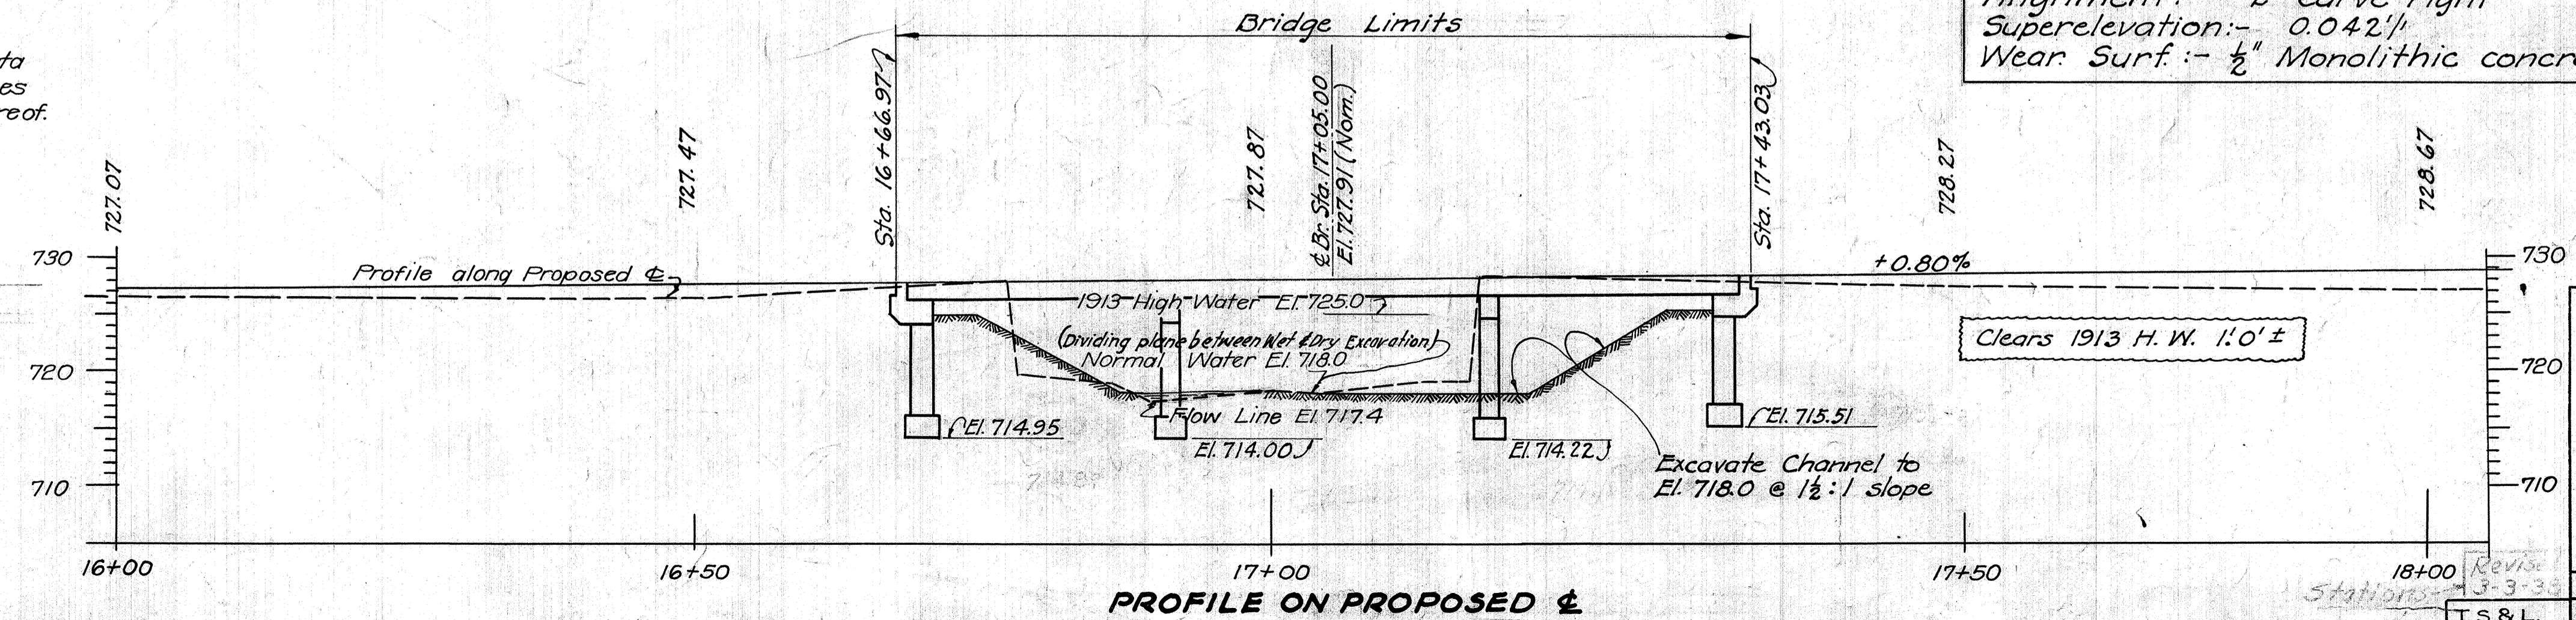 Bridge Limits
Superelevation:- 0.042'/'
Wear. Surf.:- ½" Monolithic
ta
es
reof.
727.07
727.47
Sta. 16+66.97
727.87
℄ Br. Sta. 17+05.00
El. 727.91 (Norm.)
Sta. 17+43.03
728.27
728.67
730
Profile along Proposed ℄
+0.80%
730
1913 High Water El. 725.0
(Dividing plane between Wet & Dry Excavation)
Normal Water El. 718.0
Clears 1913 H. W. 1'.0' ±
720
720
Flow Line El. 717.4
El. 714.95
El. 714.00
El. 714.22
El. 715.51
Excavate Channel to
El. 718.0 @ 1½:1 slope
710
710
16+00
16+50
17+00
17+50
18+00
Stations
PROFILE ON PROPOSED ℄
T.S. & L.